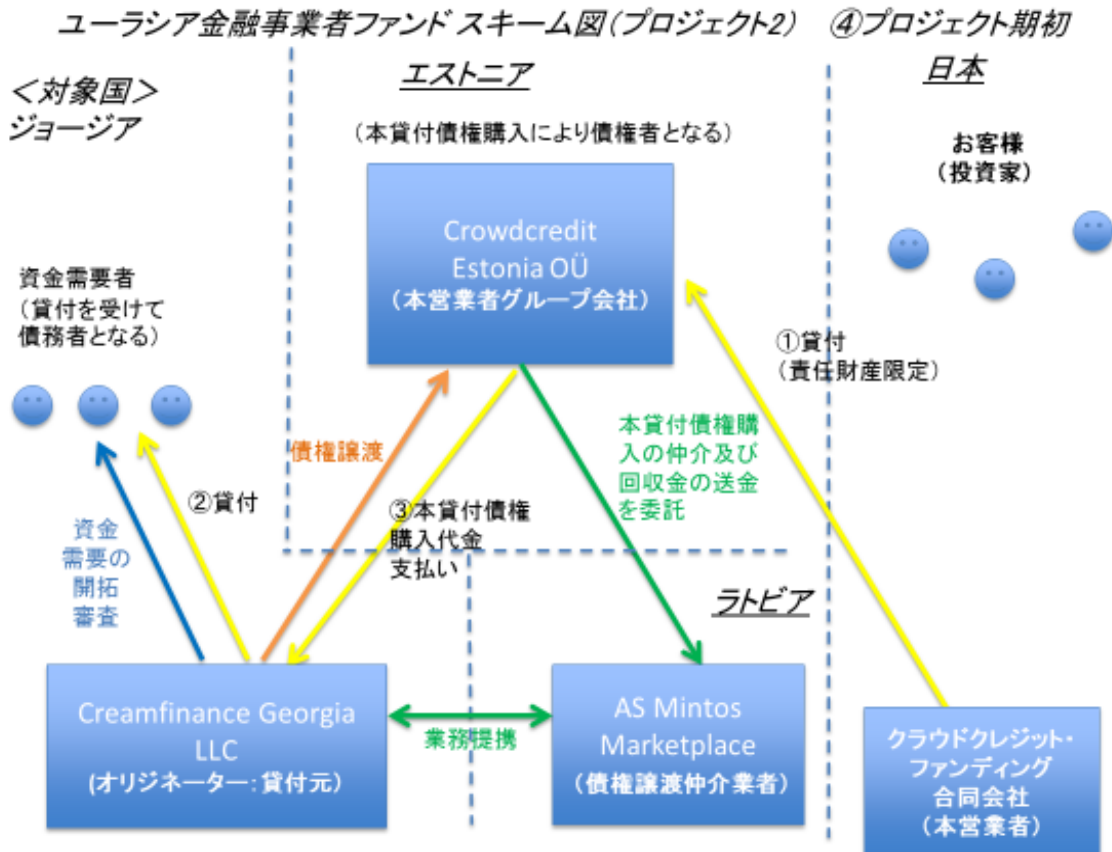 ユーラシア金融事業者ファンド スキーム図(プロジェクト2) ④プロジェクト期初
<対象国>
ジョージア
エストニア
日本
(本貸付債権購入により債権者となる)
お客様
(投資家)
Crowdcredit
Estonia OÜ
(本営業者グループ会社)
資金需要者
(貸付を受けて
債務者となる)
①貸付
(責任財産限定)
債権譲渡
本貸付債権購
入の仲介及び
回収金の送金
を委託
②貸付
③本貸付債権
購入代金
支払い
資金
需要の
開拓
審査
ラトビア
Creamfinance Georgia
LLC
(オリジネーター:貸付元)
業務提携
AS Mintos
Marketplace
(債権譲渡仲介業者)
クラウドクレジット・
ファンディング
合同会社
(本営業者)